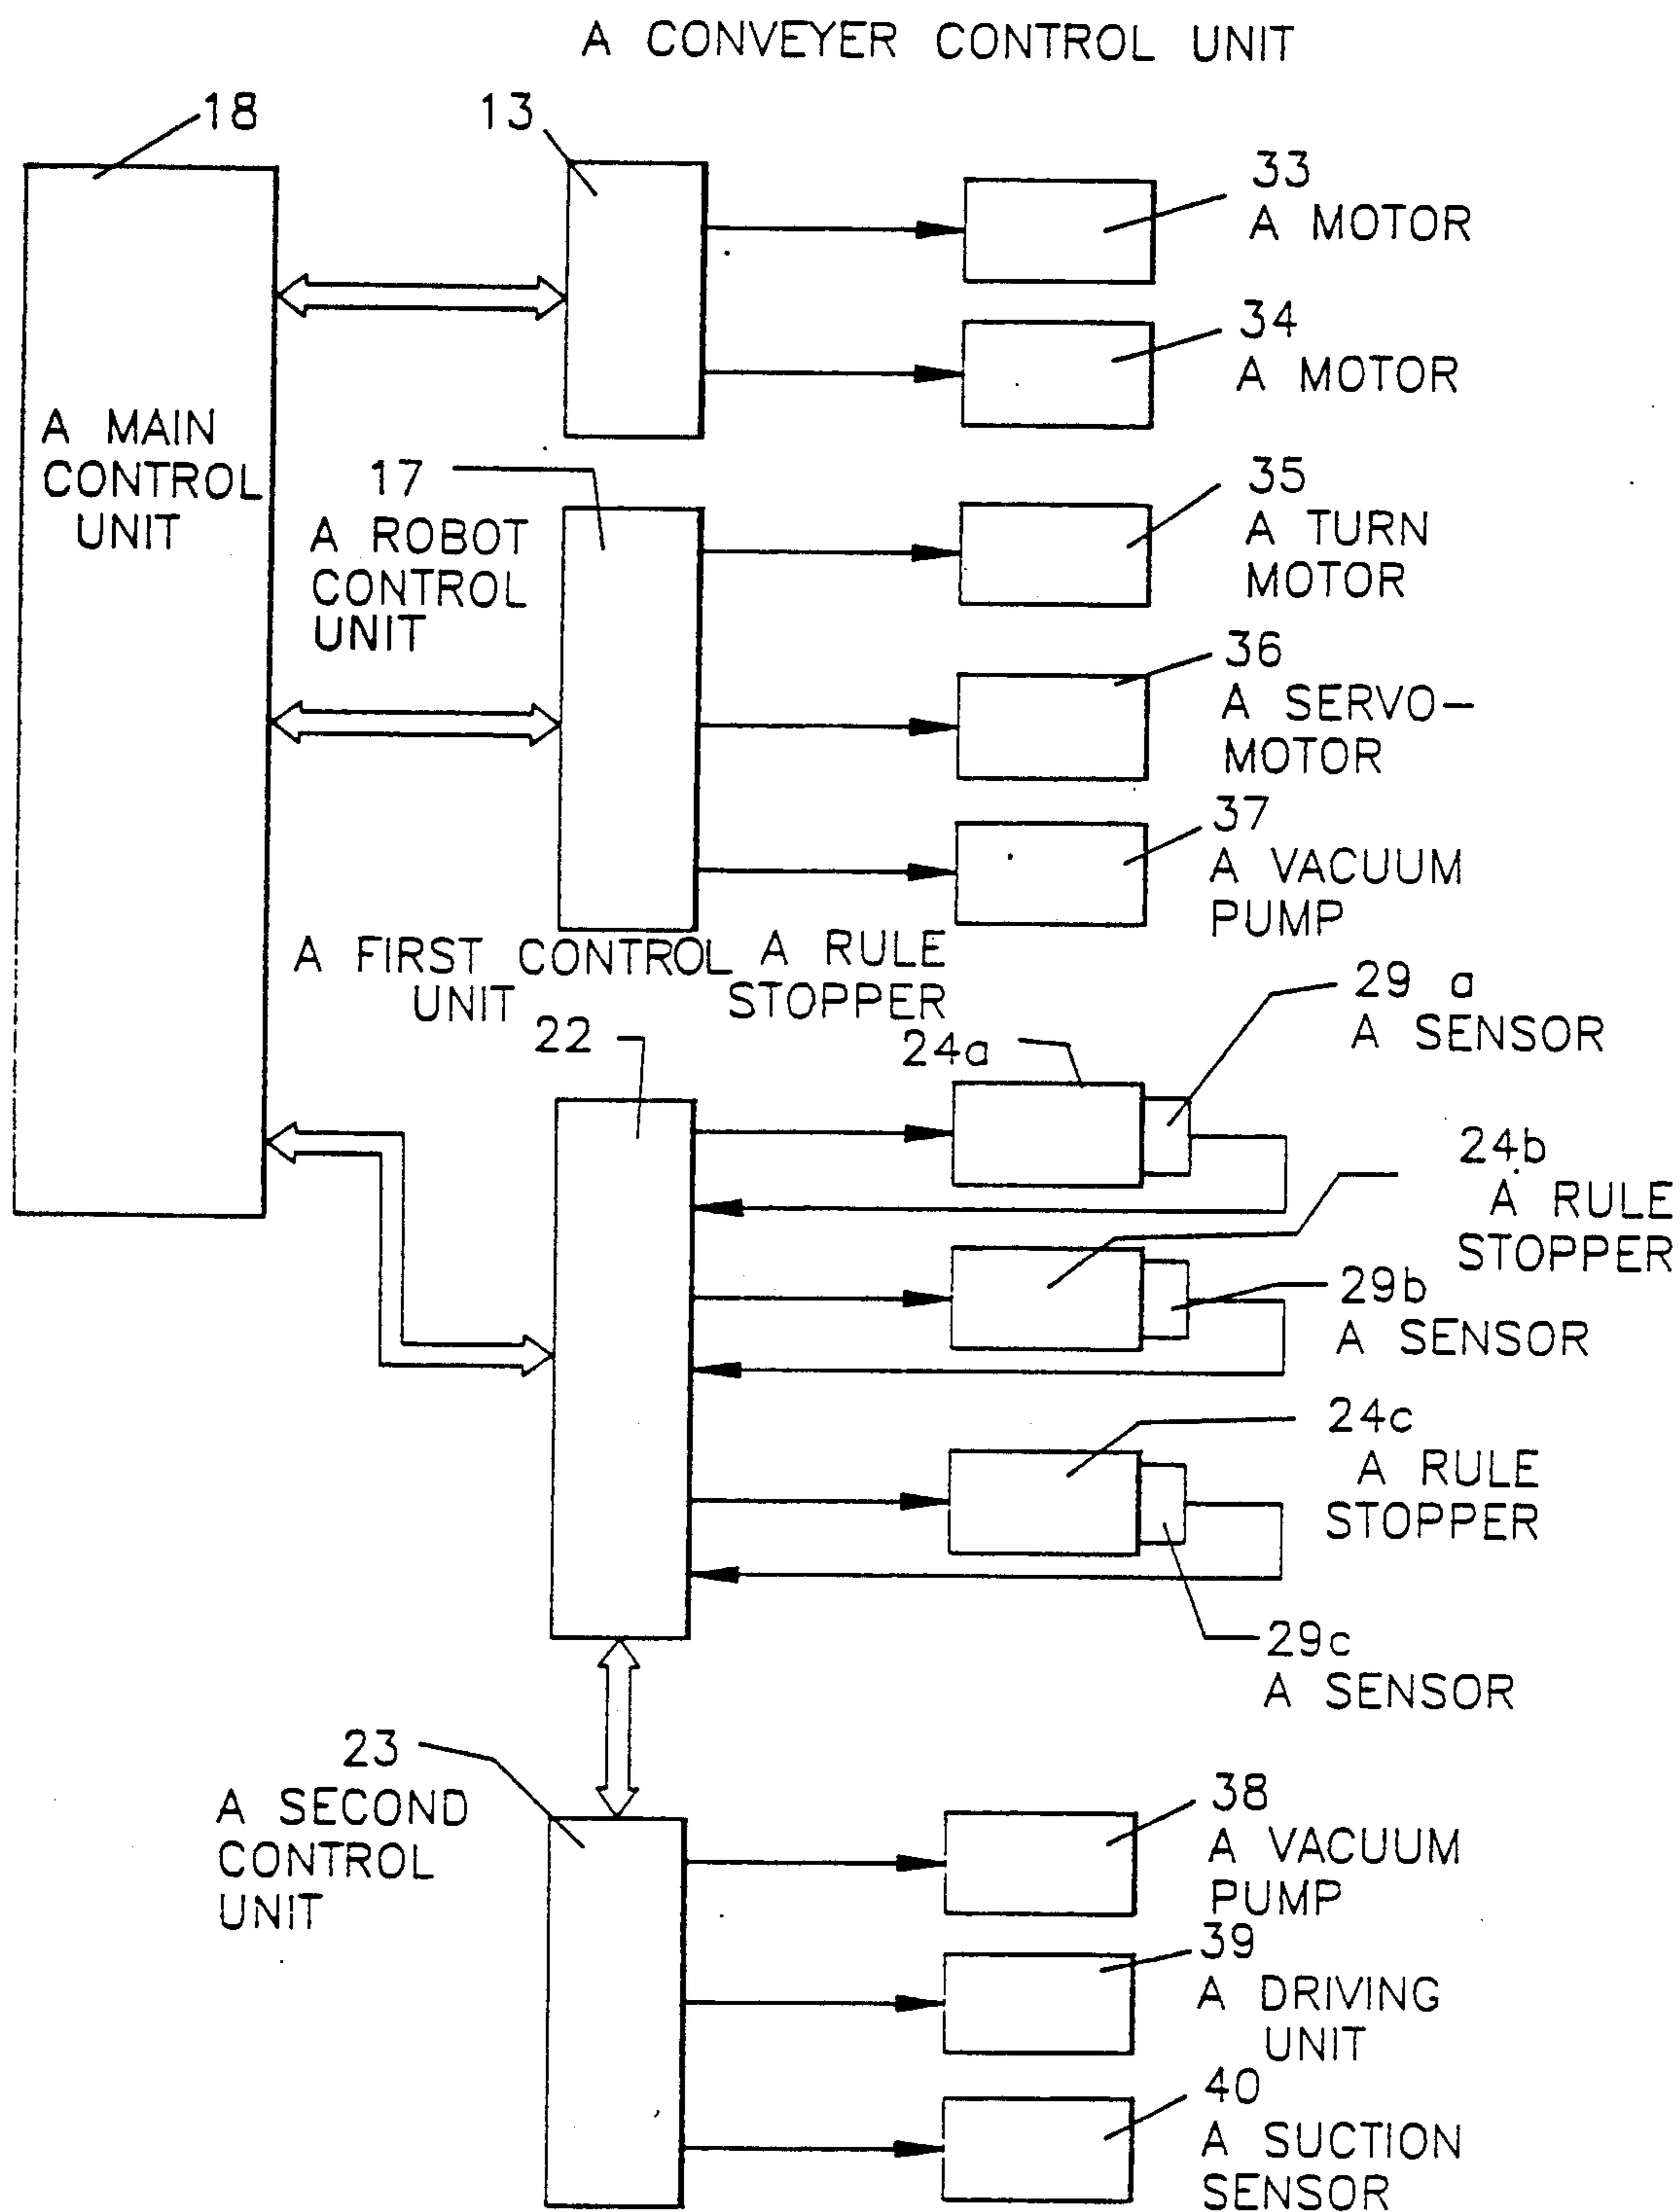 A CONVEYER CONTROL UNIT
18
13
33
A MOTOR
34
A MOTOR
A MAIN
CONTROL
UNIT
17
A ROBOT
CONTROL
UNIT
35
A TURN
MOTOR
36
A SERVO-
MOTOR
37
A VACUUM
PUMP
A FIRST CONTROL
UNIT
22
A RULE
STOPPER
24a
29 a
A SENSOR
24b
A RULE
STOPPER
29b
A SENSOR
24c
A RULE
STOPPER
29c
A SENSOR
23
A SECOND
CONTROL
UNIT
38
A VACUUM
PUMP
39
A DRIVING
UNIT
40
A SUCTION
SENSOR